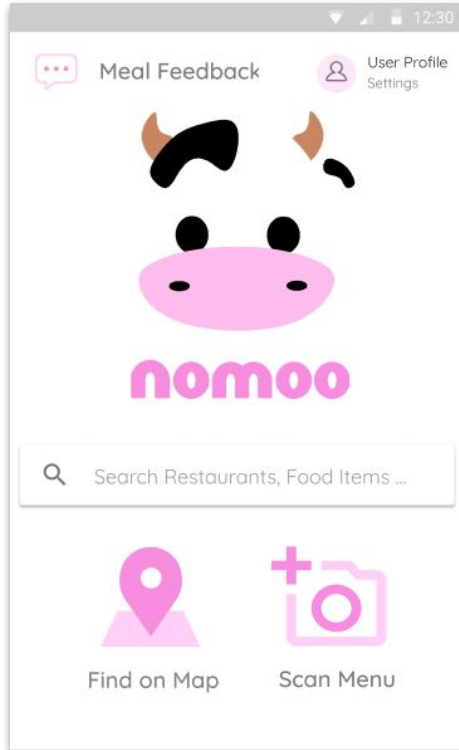 12:30
Meal Feedback
User Profile
Settings
nomoo
Search Restaurants, Food Items ...
Find on Map
Scan Menu